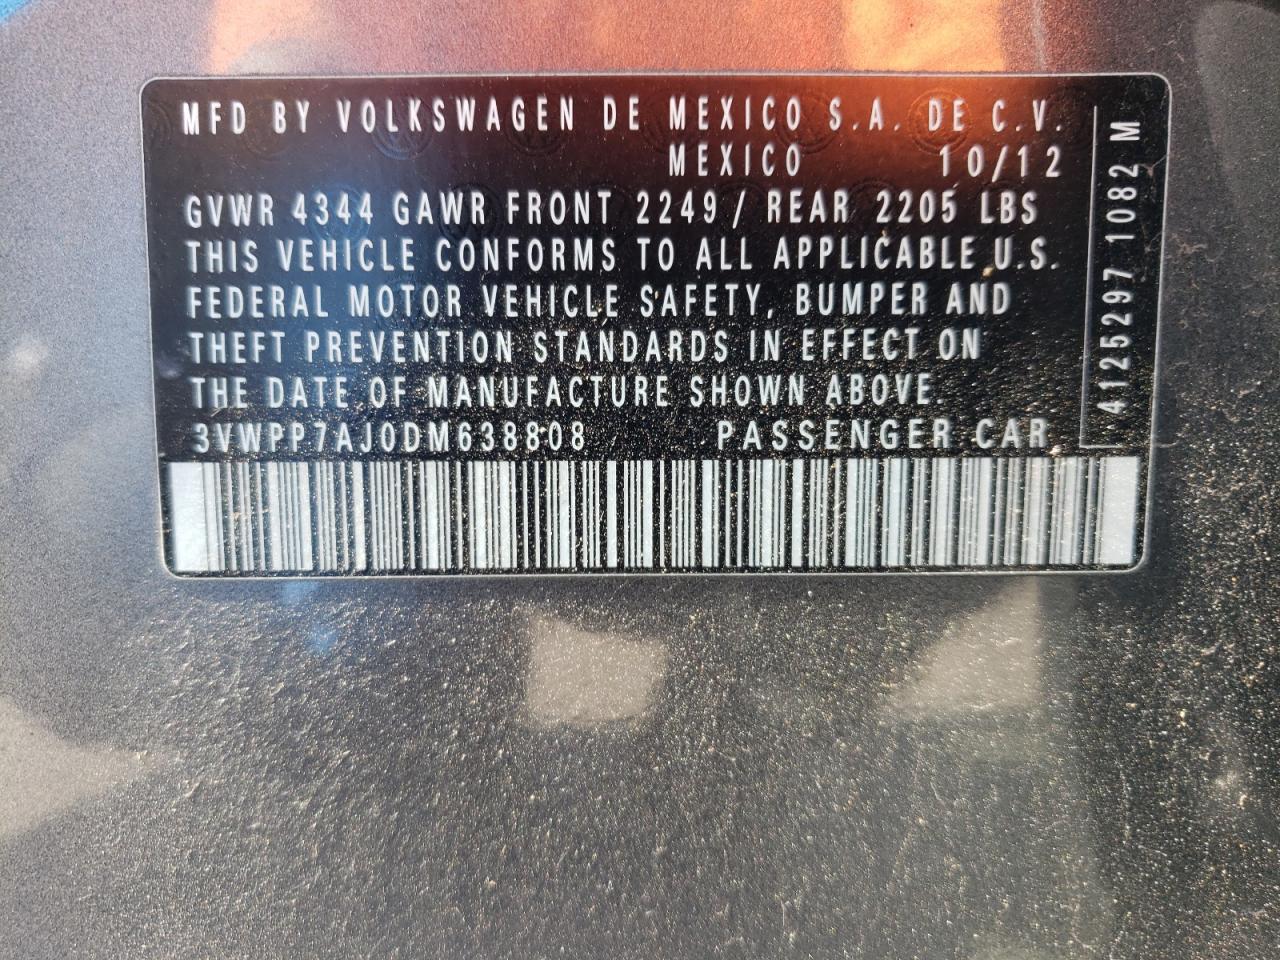 MFD BY VOLKSWAGEN DE MEXICO S.A. DE C.V.
MEXICO 10/12
GVWR 4344 GAWR FRONT 2249 / REAR 2205 LBS
THIS VEHICLE CONFORMS TO ALL APPLICABLE U.S.
FEDERAL MOTOR VEHICLE SAFETY, BUMPER AND
THEFT PREVENTION STANDARDS IN EFFECT ON
THE DATE OF MANUFACTURE SHOWN ABOVE.
3VWPP7AJ0DM638808 PASSENGER CAR
4125297 1082 M